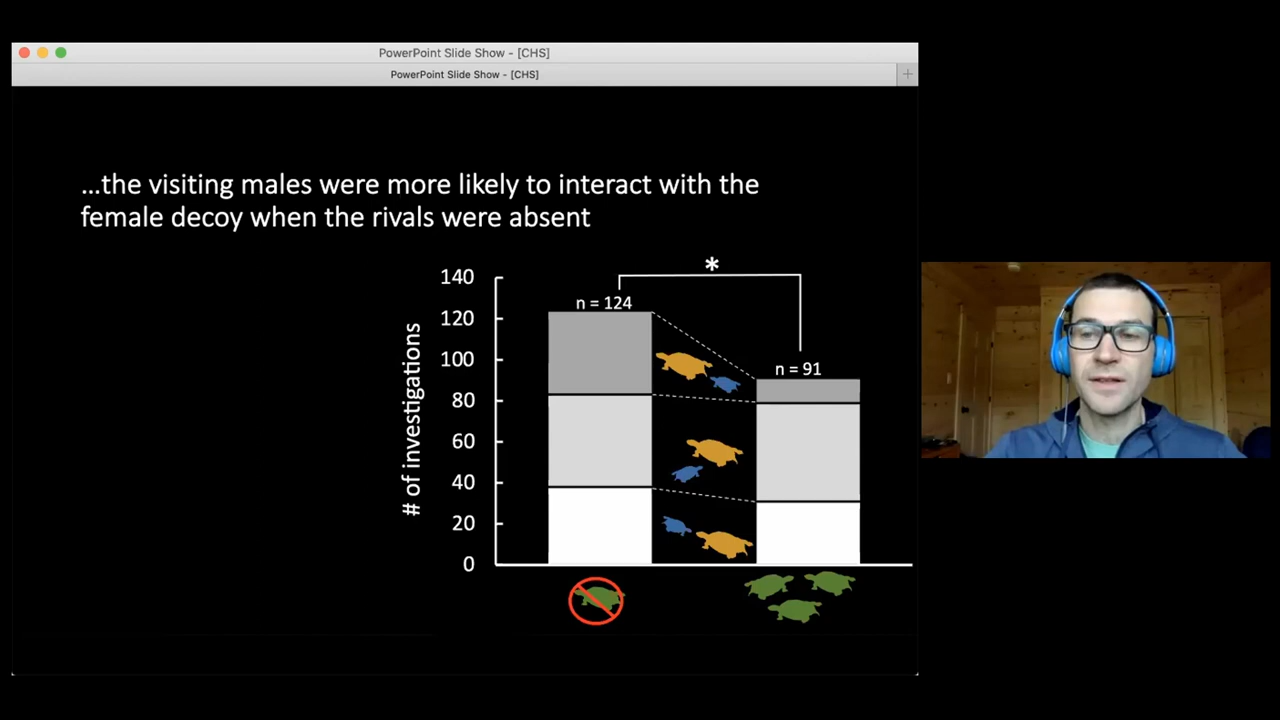 PowerPoint Slide Show - [CHS]
PowerPoint Slide Show - [CHS]
...the visiting males were more likely to interact with the
female decoy when the rivals were absent
*
140
120
100
80
60
40
20
0
# of investigations
n = 124
n = 91